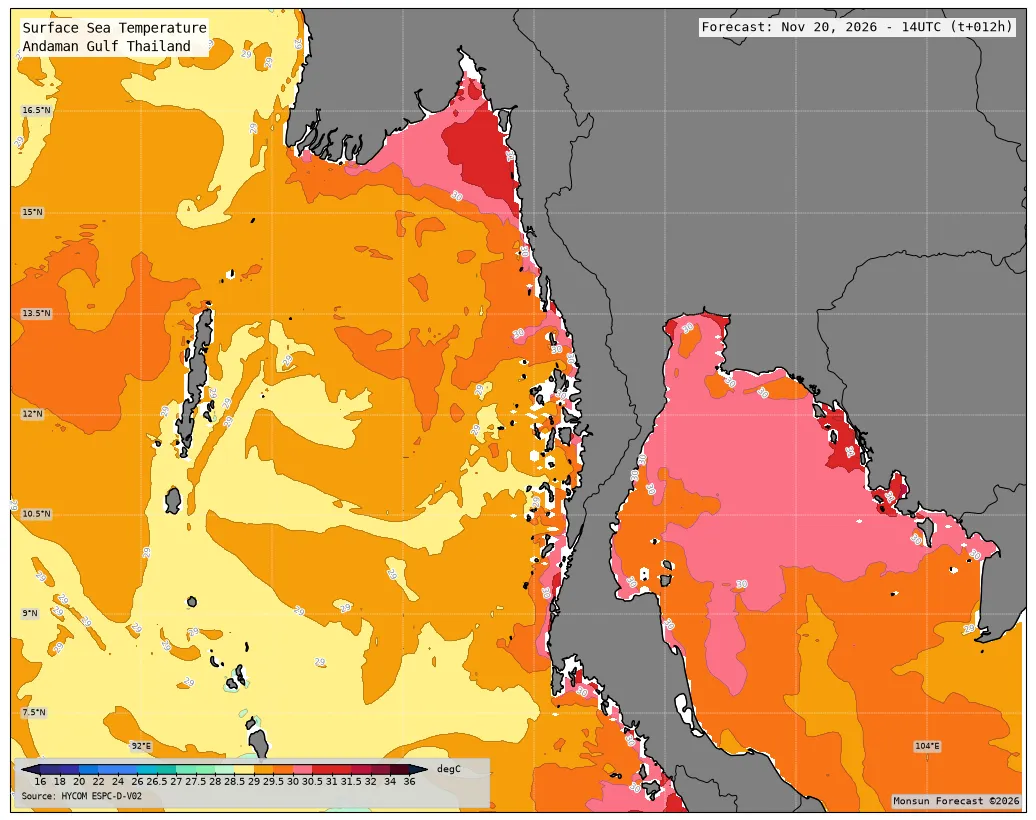 Surface Sea Temperature
Andaman Gulf Thailand
Forecast: Nov 20, 2026 - 14UTC (t+012h)
16.5°N
15°N
13.5°N
12°N
10.5°N
9°N
7.5°N
92°E
104°E
degC
16 18 20 22 24 26 26.5 27 27.5 28 28.5 29 29.5 30 30.5 31 31.5 32 34 36
Source: HYCOM ESPC-D-V02
Monsun Forecast ©2026